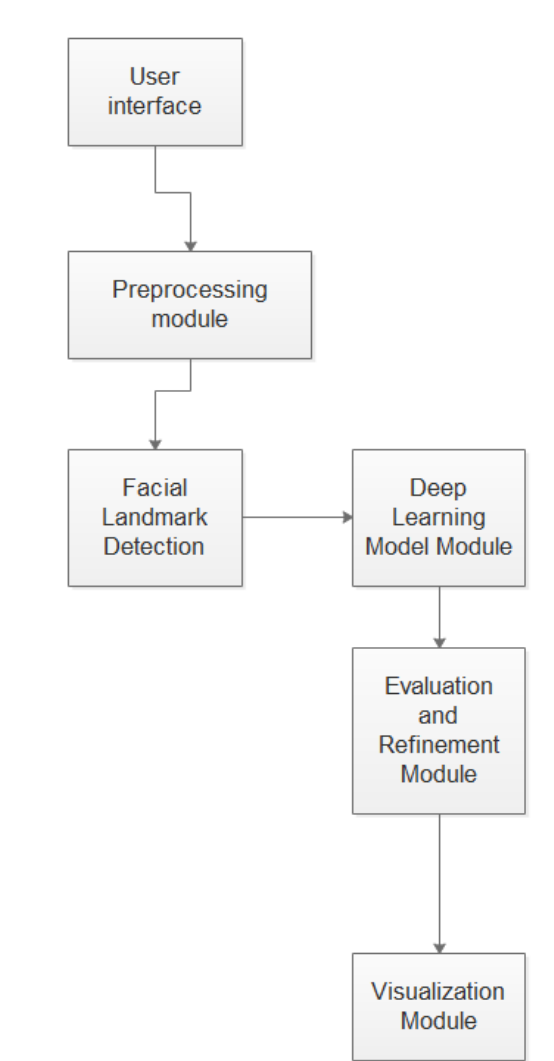 User
interface
Preprocessing
module
Facial
Landmark
Detection
Deep
Learning
Model Module
Evaluation
and
Refinement
Module
Visualization
Module